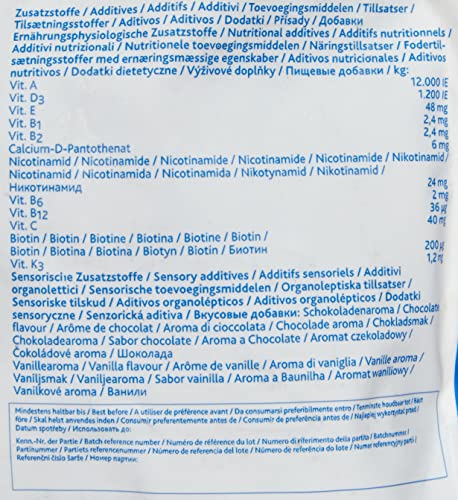 Zusatzstoffe / Additives / Additifs / Additivi / Toevoegingsmiddelen / Tillsatser /
Tilsætningsstoffer / Aditivos / Aditivos / Dodatki / Přísady / Добавки
Ernährungsphysiologische Zusatzstoffe / Nutritional additives / Additifs nutritionnels /
Additivi nutrizionali / Nutritionele toevoegingsmiddelen / Näringstillsatser / Fodertil-
sætningsstoffer med ernæringsmæssige egenskaber / Aditivos nutricionales / Aditivos
nutritivos / Dodatki dietetyczne / Výživové doplňky / Пищевые добавки / kg:
Vit. A 12.000 IE
Vit. D3 1.200 IE
Vit. E 48 mg
Vit. B1 2,4 mg
Vit. B2 2,4 mg
Calcium-D-Pantothenat 6 mg
Nicotinamid / Nicotinamide / Nicotinamide / Nicotinamide / Nicotinamide / Nikotinamid /
Nicotinamid / Nicotinamida / Nicotinamida / Nikotynamid / Nikotinamid /
Никотинамид 24 mg
Vit. B6 2 mg
Vit. B12 36 µg
Vit. C 40 mg
Biotin / Biotin / Biotine / Biotina / Biotine / Biotin /
Biotin / Biotina / Biotina / Biotyn / Biotin / Биотин 200 µg
Vit. K3 1,2 mg
Sensorische Zusatzstoffe / Sensory additives / Additifs sensoriels / Additivi
organolettici / Sensorische toevoegingsmiddelen / Organoleptiska tillsatser /
Sensoriske tilskud / Aditivos organolépticos / Aditivos organolépticos / Dodatki
sensoryczne / Senzorická aditiva / Вкусовые добавки: Schokoladenaroma / Chocolate
flavour / Arôme de chocolat / Aroma di cioccolata / Chocolade aroma / Chokladsmak /
Chokoladearoma / Sabor chocolate / Aroma a Chocolate / Aromat czekoladowy /
Čokoládové aroma / Шоколада
Vanillearoma / Vanilla flavour / Arôme de vanille / Aroma di vaniglia / Vanille aroma /
Vaniljsmak / Vaniljearoma / Sabor vainilla / Aroma a Baunilha / Aromat waniliowy /
Vanilkové aroma / Ванили
Mindestens haltbar bis / Best before / A utiliser de préférence avant / Da consumarsi preferibilmente entro / Tenminste houdbaar tot / Bäst
före / Skal helst anvendes inden / Consumir preferentemente antes de / Consumir de preferência antes de / Najlepiej wykorzystać przed /
Datum spotřeby / Использовать до:
Kenn.-Nr. der Partie / Batch reference number / Numéro de référence du lot / Numero di riferimento della partita / Batchnummer /
Partinummer / Partiets referencenummer / Número de referencia del lote / Número de referência do lote / Numer referencyjny partii /
Referenční číslo šarže / Номер партии: